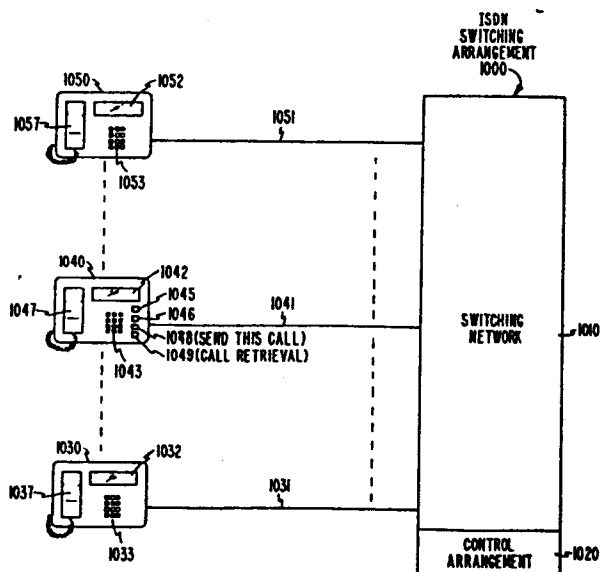 ISDN
SWITCHING
ARRANGEMENT
1000
1050
1052
1057
1051
1053
1040
1042
1045
1047
1046
1041
1048(SEND THIS CALL)
1049(CALL RETRIEVAL)
1043
SWITCHING
NETWORK
1010
1030
1032
1037
1031
1033
CONTROL
ARRANGEMENT
1020